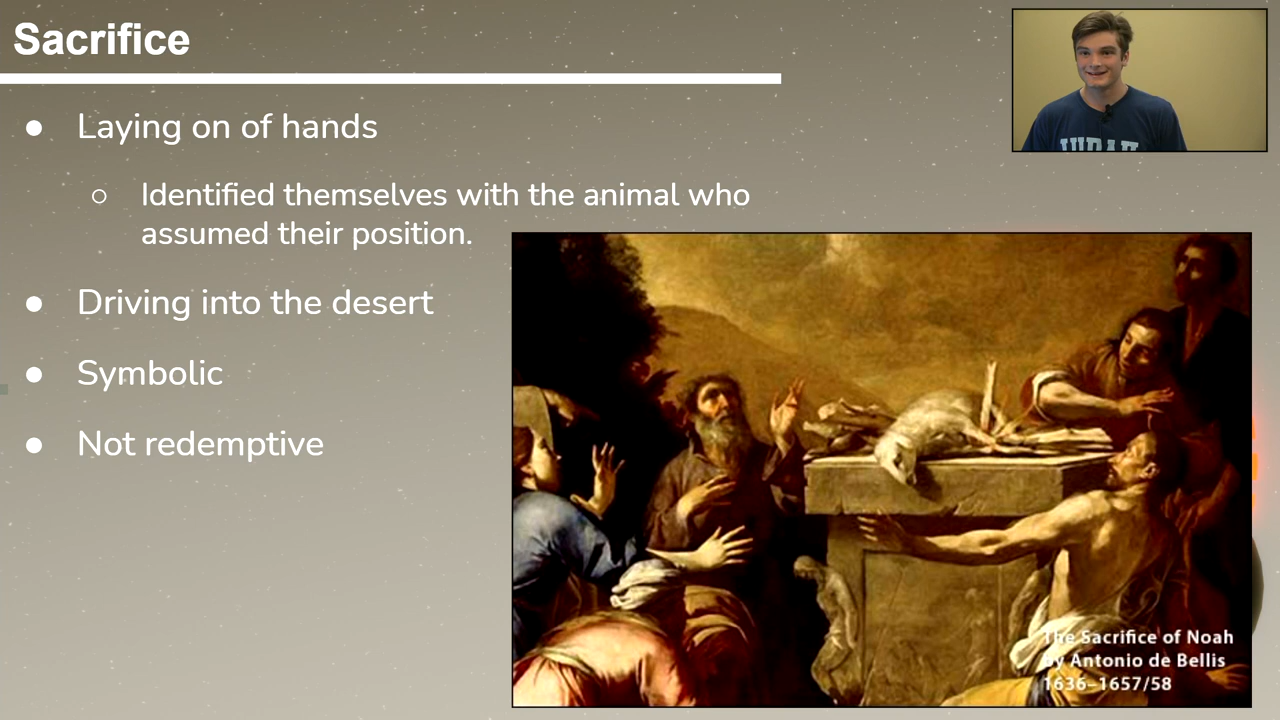 Sacrifice
Laying on of hands
Identified themselves with the animal who
assumed their position.
Driving into the desert
Symbolic
Not redemptive
The Sacrifice of Noah
By Antonio de Bellis
1636–1657/58